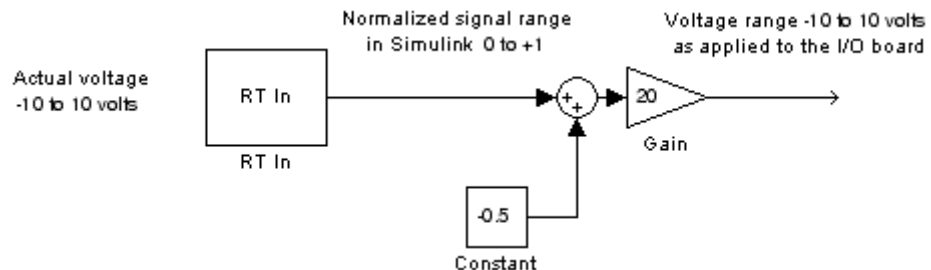 Normalized signal range
in Simulink 0 to +1
Voltage range -10 to 10 volts
as applied to the I/O board
Actual voltage
-10 to 10 volts
RT In
RT In
+
+
20
Gain
-0.5
Constant